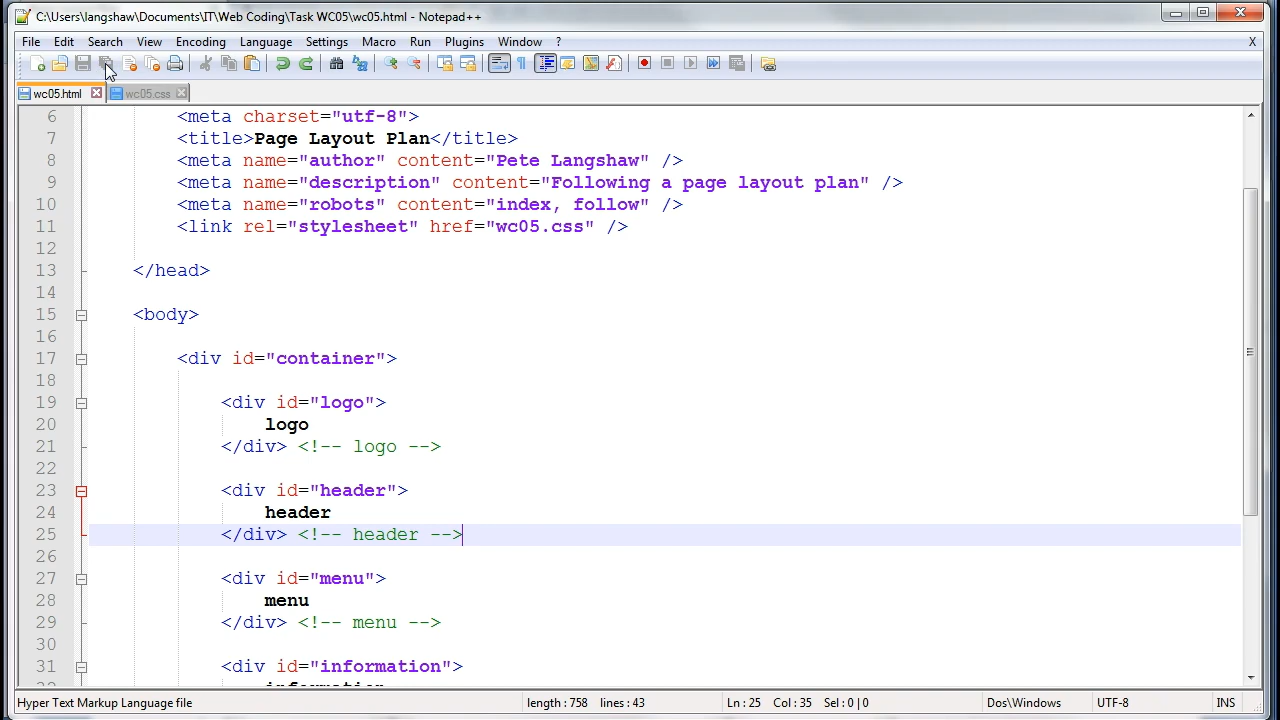 C:\Users\langshaw\Documents\IT\Web Coding\Task WC05\wc05.html - Notepad++
File Edit Search View Encoding Language Settings Macro Run Plugins Window ? X
wc05.html wc05.css
6 <meta charset="utf-8">
7 <title>Page Layout Plan</title>
8 <meta name="author" content="Pete Langshaw" />
9 <meta name="description" content="Following a page layout plan" />
10 <meta name="robots" content="index, follow" />
11 <link rel="stylesheet" href="wc05.css" />
12
13 </head>
14
15 <body>
16
17 <div id="container">
18
19 <div id="logo">
20 logo
21 </div> <!-- logo -->
22
23 <div id="header">
24 header
25 </div> <!-- header -->
26
27 <div id="menu">
28 menu
29 </div> <!-- menu -->
30
31 <div id="information">
32 information
Hyper Text Markup Language file length : 758 lines : 43 Ln : 25 Col : 35 Sel : 0 | 0 Dos\Windows UTF-8 INS